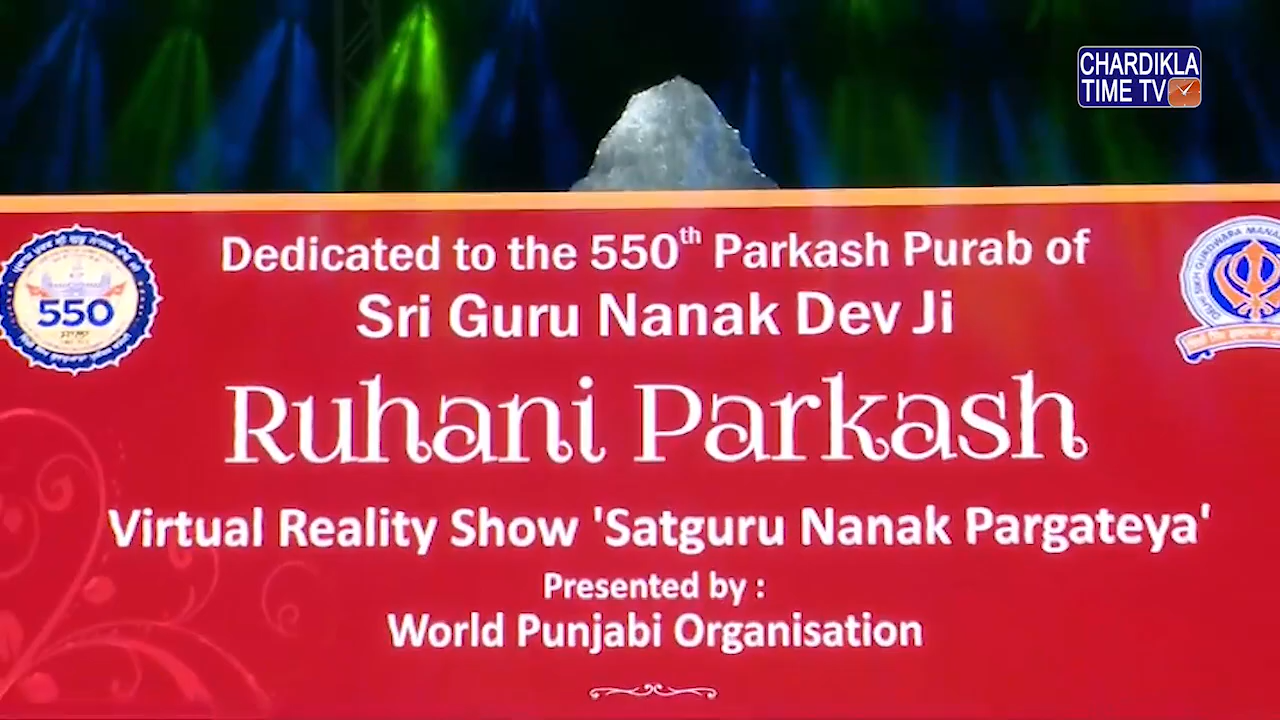 CHARDIKLA
TIME TV
Dedicated to the 550th Parkash Purab of
Sri Guru Nanak Dev Ji
550
Ruhani Parkash
Virtual Reality Show 'Satguru Nanak Pargateya'
Presented by :
World Punjabi Organisation